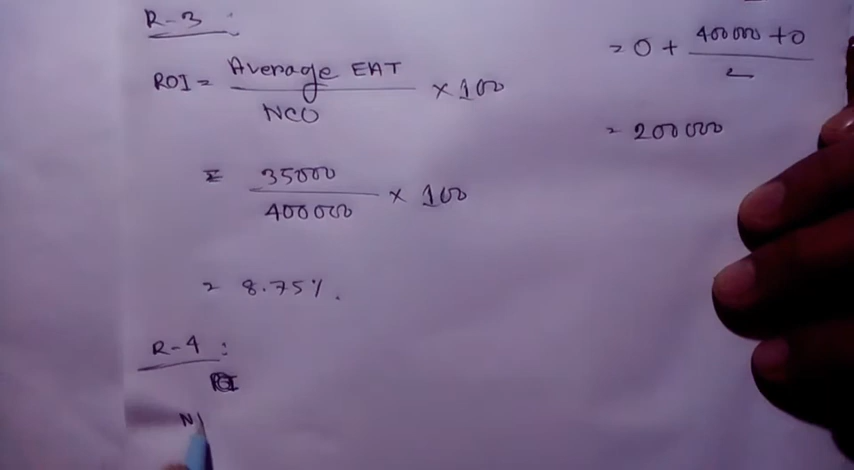 R-3 :
ROI = Average EAT / NCO × 100
= 35000 / 400000 × 100
= 8.75%.
R-4 :
= 0 + 400000 + 0 / 2
= 200000